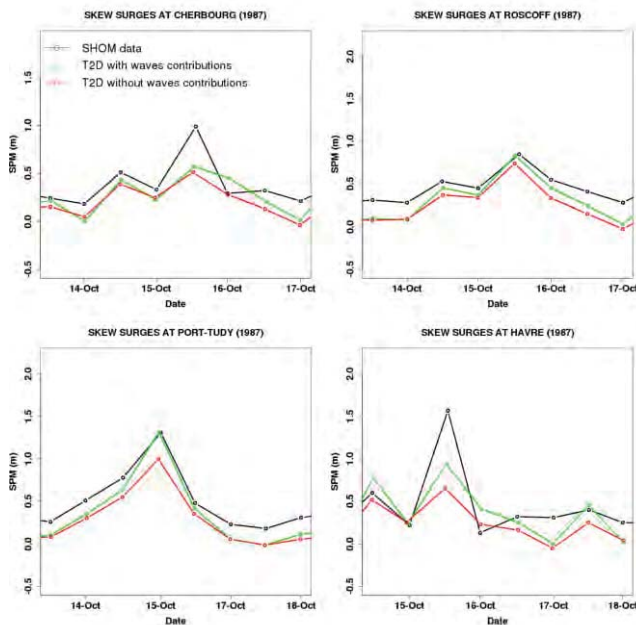 SKEW SURGES AT CHERBOURG (1987)
SHOM data
T2D with waves contributions
T2D without waves contributions
SPM (m)
1.5
1.0
0.5
0.0
-0.5
14-Oct 15-Oct 16-Oct 17-Oct
Date
SKEW SURGES AT ROSCOFF (1987)
SPM (m)
2.0
1.5
1.0
0.5
0.0
-0.5
14-Oct 15-Oct 16-Oct 17-Oct
Date
SKEW SURGES AT PORT-TUDY (1987)
SPM (m)
2.0
1.5
1.0
0.5
0.0
-0.5
14-Oct 15-Oct 17-Oct 18-Oct
Date
SKEW SURGES AT HAVRE (1987)
SPM (m)
2.0
1.5
1.0
0.5
0.0
-0.5
15-Oct 16-Oct 17-Oct 18-Oct
Date